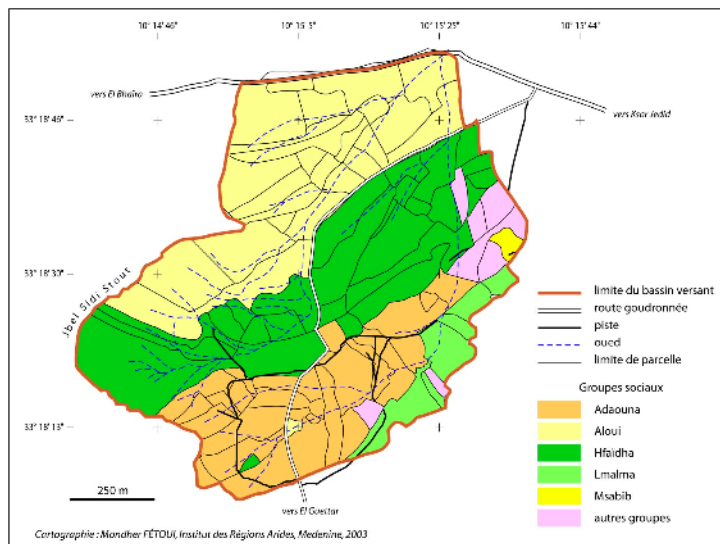 10° 14' 46"
10° 15' 5"
10° 15' 25"
10° 15' 44"
vers El Bhaïra
33° 18' 46"
vers Ksar Jedid
33° 18' 30"
Jbel Sidi Stout
limite du bassin versant
route goudronnée
piste
oued
limite de parcelle
Groupes sociaux
Adaouna
Aloui
33° 18' 13"
Hfaïdha
Lmalma
Msabib
autres groupes
250 m
vers El Guettar
Cartographie : Mondher FÉTOUI, Institut des Régions Arides, Medenine, 2003